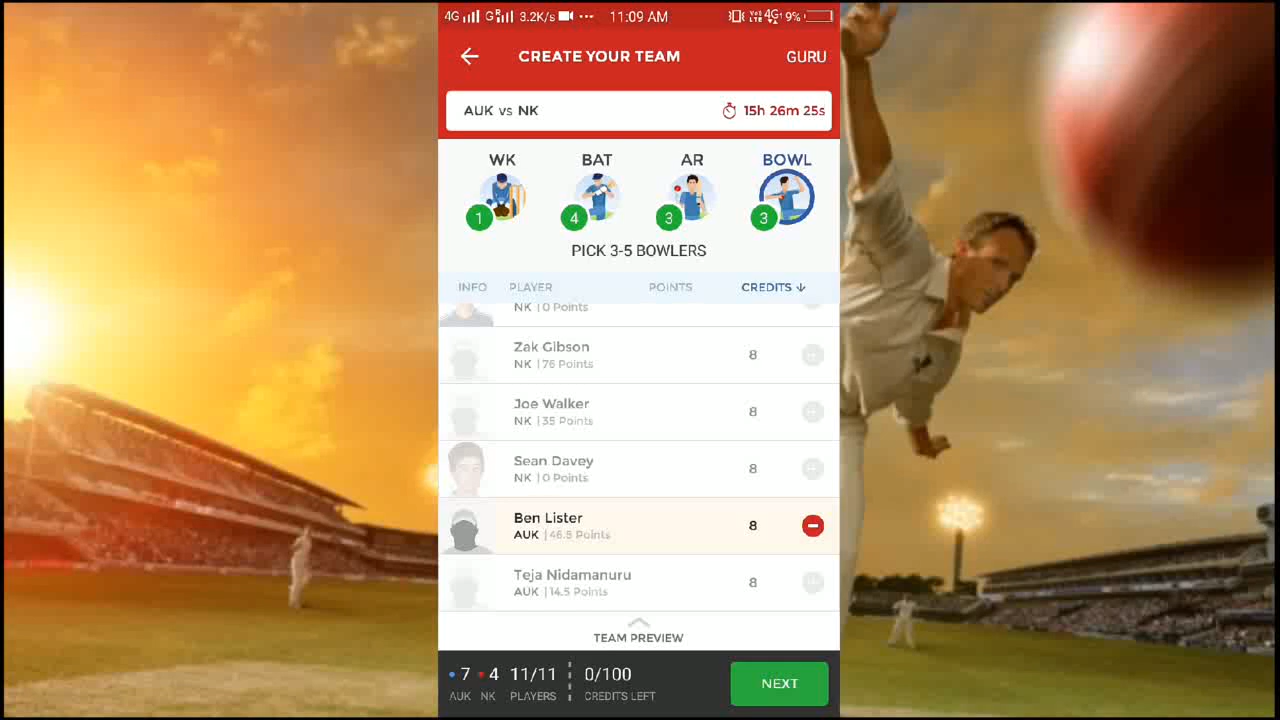 4G G R 3.2K/s ••• 11:09 AM VoLTE 4G 9%
CREATE YOUR TEAM GURU
AUK vs NK 15h 26m 25s
WK BAT AR BOWL
1 4 3 3
PICK 3-5 BOWLERS
INFO PLAYER POINTS CREDITS ↓
NK | 0 Points
Zak Gibson 8
NK | 76 Points
Joe Walker 8
NK | 35 Points
Sean Davey 8
NK | 0 Points
Ben Lister 8
AUK | 46.5 Points
Teja Nidamanuru 8
AUK | 14.5 Points
TEAM PREVIEW
7 4 11/11 0/100
AUK NK PLAYERS CREDITS LEFT
NEXT